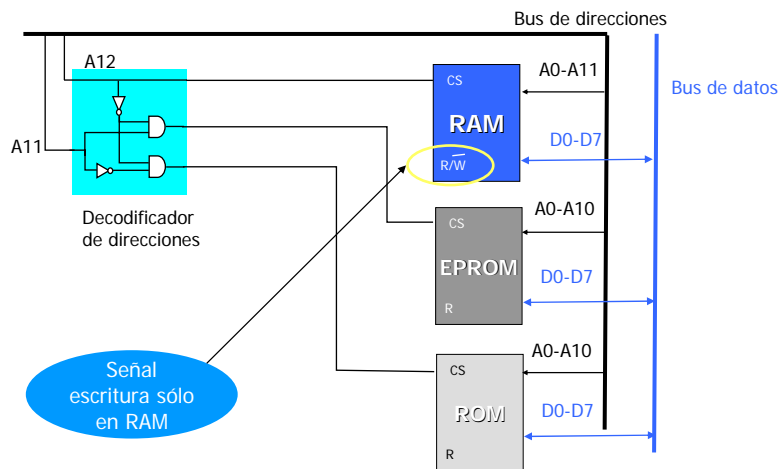 Bus de direcciones
A12
CS
A0-A11
Bus de datos
RAM
A11
D0-D7
R/W̅
Decodificador
de direcciones
A0-A10
CS
EPROM
D0-D7
R
A0-A10
Señal
escritura sólo
en RAM
CS
ROM
D0-D7
R